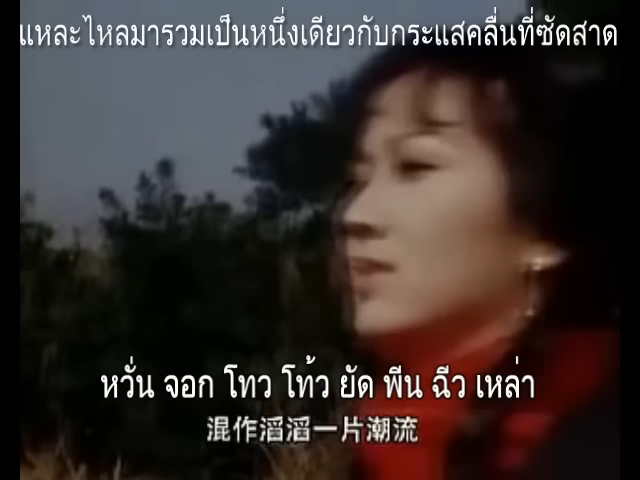 แหละไหลมารวมเป็นหนึ่งเดียวกับกระแสคลื่นที่ซัดสาด
หวั่น จอก โทว โท้ว ยัด พีน ฉีว เหล่า
混作滔滔一片潮流